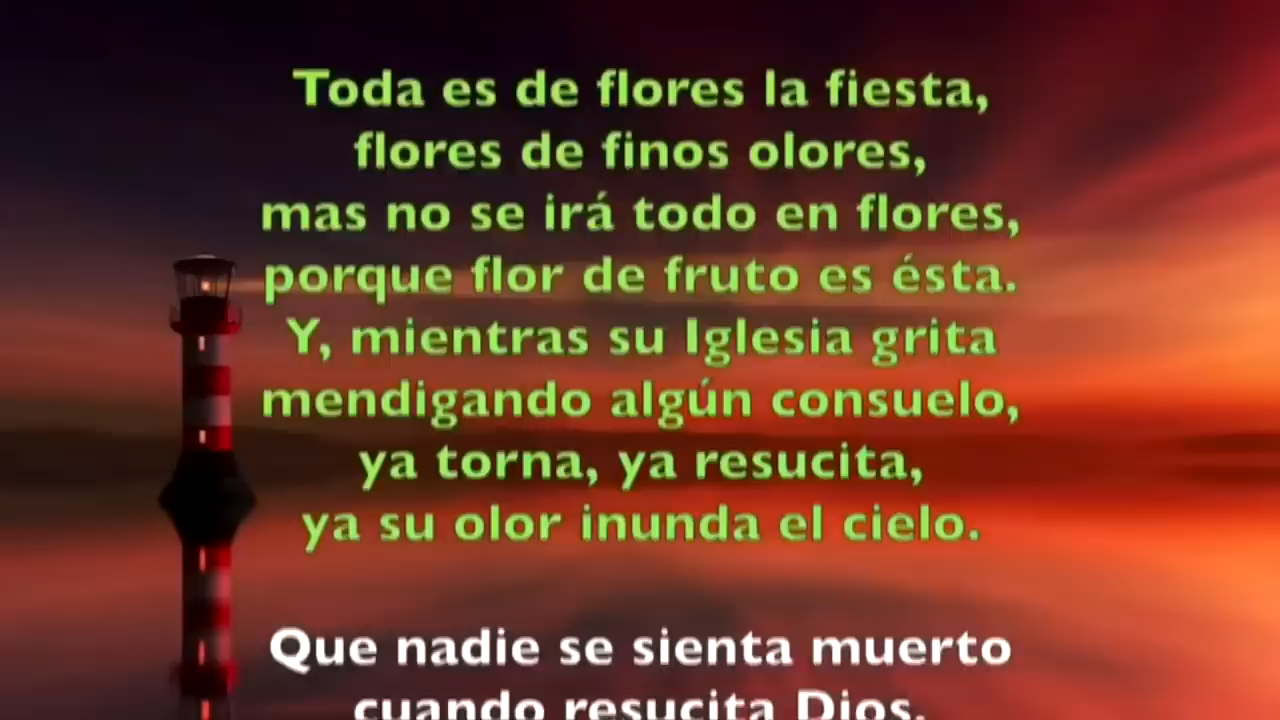 Toda es de flores la fiesta,
flores de finos olores,
mas no se irá todo en flores,
porque flor de fruto es ésta.
Y, mientras su Iglesia grita
mendigando algún consuelo,
ya torna, ya resucita,
ya su olor inunda el cielo.
Que nadie se sienta muerto
cuando resucita Dios,